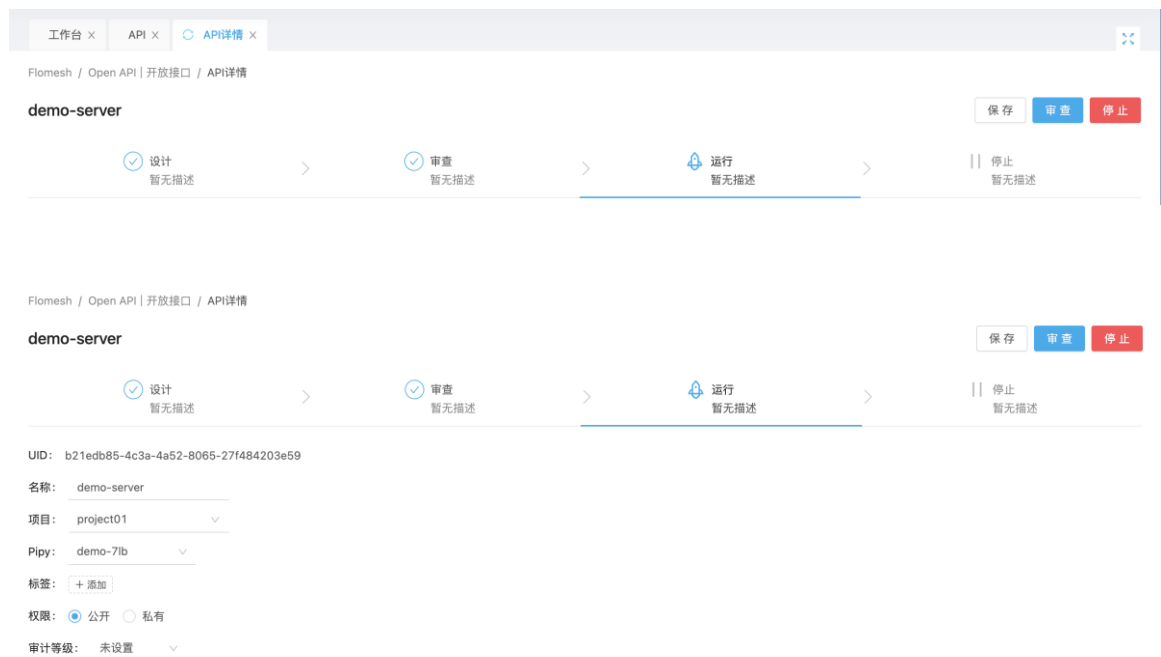 工作台 × API × API详情 ×
Flomesh / Open API | 开放接口 / API详情
demo-server 保存 审查 停止
设计 审查 运行 停止
暂无描述 暂无描述 暂无描述 暂无描述
Flomesh / Open API | 开放接口 / API详情
demo-server 保存 审查 停止
设计 审查 运行 停止
暂无描述 暂无描述 暂无描述 暂无描述
UID: b21edb85-4c3a-4a52-8065-27f484203e59
名称: demo-server
项目: project01
Pipy: demo-7lb
标签: + 添加
权限: 公开 私有
审计等级: 未设置